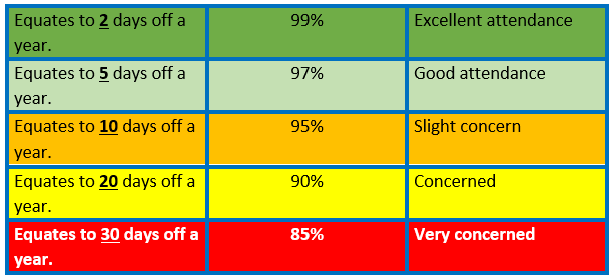 Equates to 2 days off a year.
99%
Excellent attendance
Equates to 5 days off a year.
97%
Good attendance
Equates to 10 days off a year.
95%
Slight concern
Equates to 20 days off a year.
90%
Concerned
Equates to 30 days off a year.
85%
Very concerned